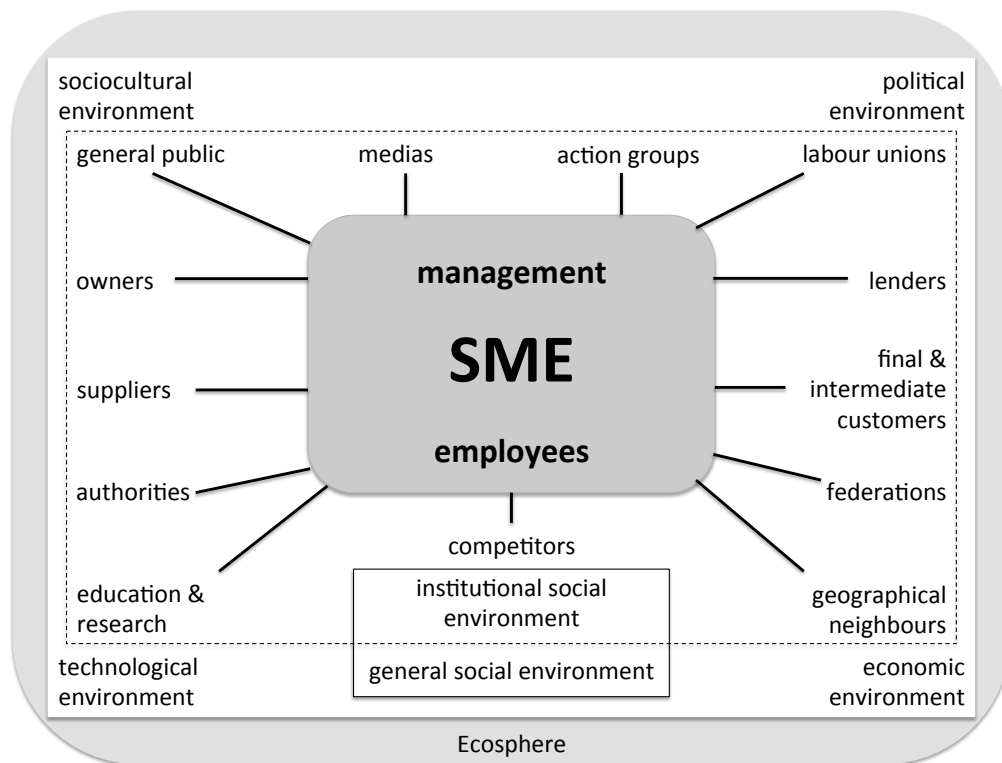 sociocultural
environment
political
environment
general public
medias
action groups
labour unions
management
owners
lenders
SME
suppliers
final &
intermediate
customers
employees
authorities
federations
competitors
education &
research
institutional social
environment
geographical
neighbours
technological
environment
general social environment
economic
environment
Ecosphere